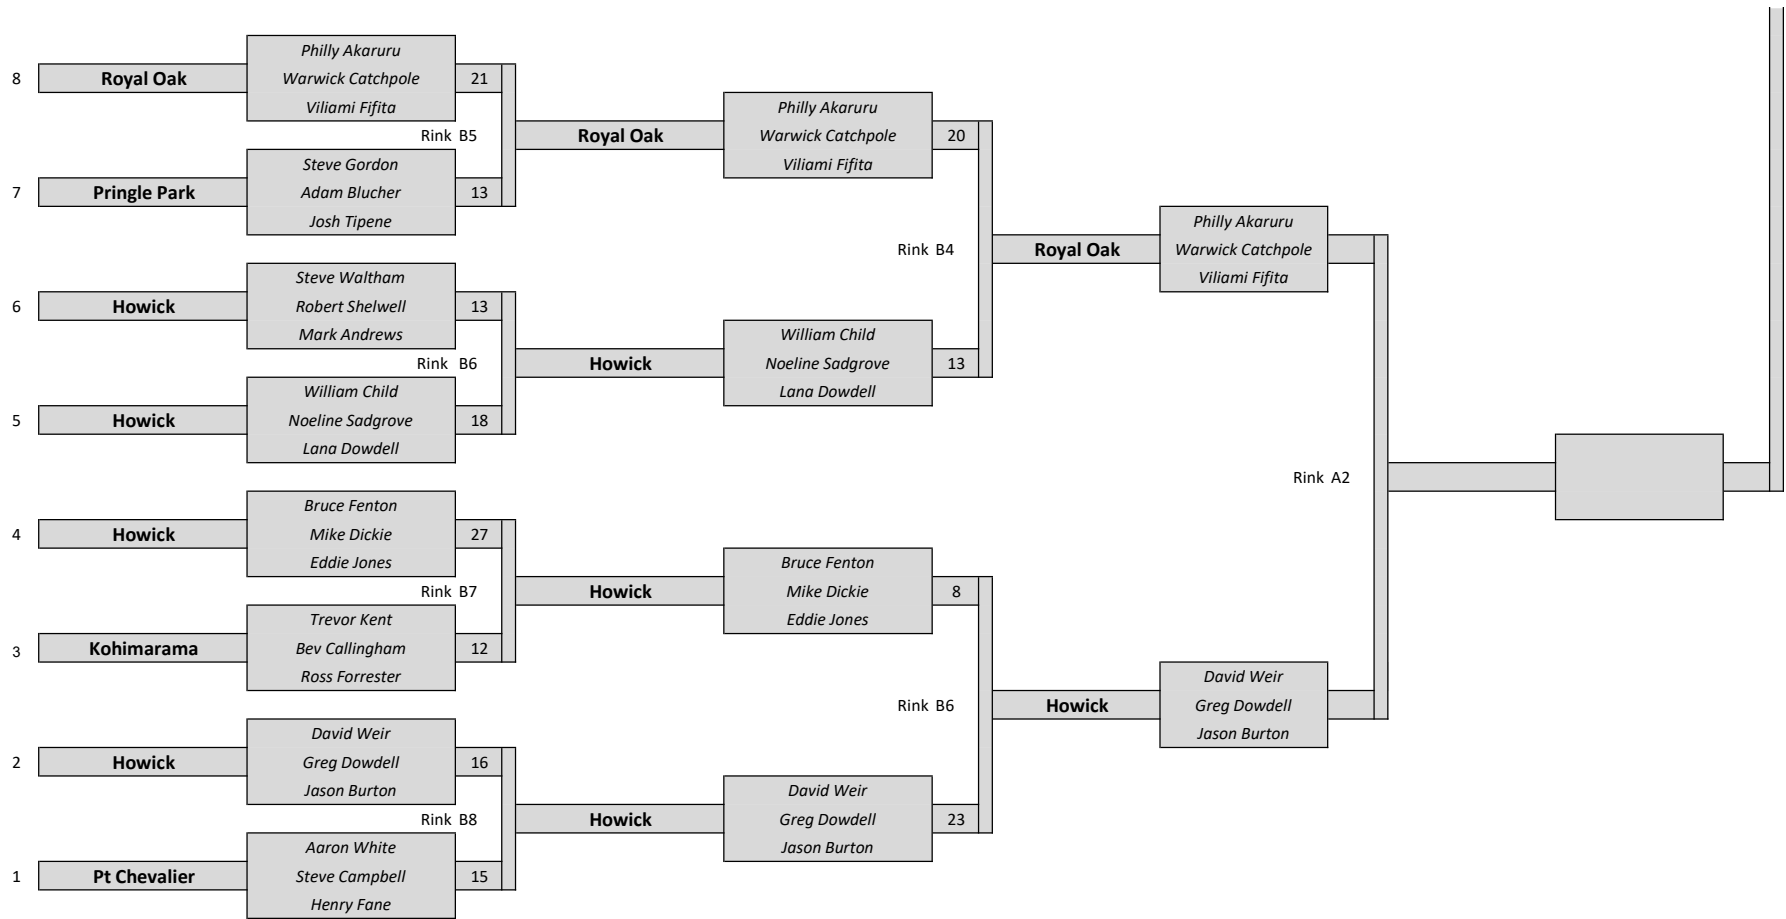 Philly Akaruru
8 Royal Oak Warwick Catchpole 21
Viliami Fifita
Philly Akaruru
Rink B5 Royal Oak Warwick Catchpole 20
Steve Gordon Viliami Fifita
7 Pringle Park Adam Blucher 13
Josh Tipene Philly Akaruru
Rink B4 Royal Oak Warwick Catchpole
Steve Waltham Viliami Fifita
6 Howick Robert Shelwell 13
Mark Andrews William Child
Rink B6 Howick Noeline Sadgrove 13
William Child Lana Dowdell
5 Howick Noeline Sadgrove 18
Lana Dowdell
Rink A2
Bruce Fenton
4 Howick Mike Dickie 27
Eddie Jones Bruce Fenton
Rink B7 Howick Mike Dickie 8
Trevor Kent Eddie Jones
3 Kohimarama Bev Callingham 12
Ross Forrester David Weir
Rink B6 Howick Greg Dowdell
David Weir Jason Burton
2 Howick Greg Dowdell 16
Jason Burton David Weir
Rink B8 Howick Greg Dowdell 23
Aaron White Jason Burton
1 Pt Chevalier Steve Campbell 15
Henry Fane